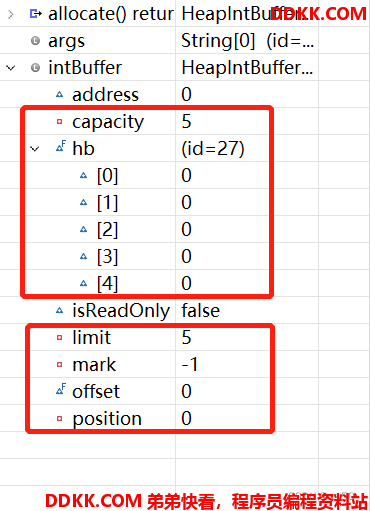 allocate() retur HeapIntBuffer...
DDKK.COM
args String[0] (id=...
intBuffer HeapIntBuffer...
address 0
capacity 5
hb (id=27)
[0] 0
[1] 0
[2] 0
[3] 0
[4] 0
isReadOnly false
limit 5
mark -1
offset 0
position 0
DDKK.COM 弟弟快看，程序员编程资料站